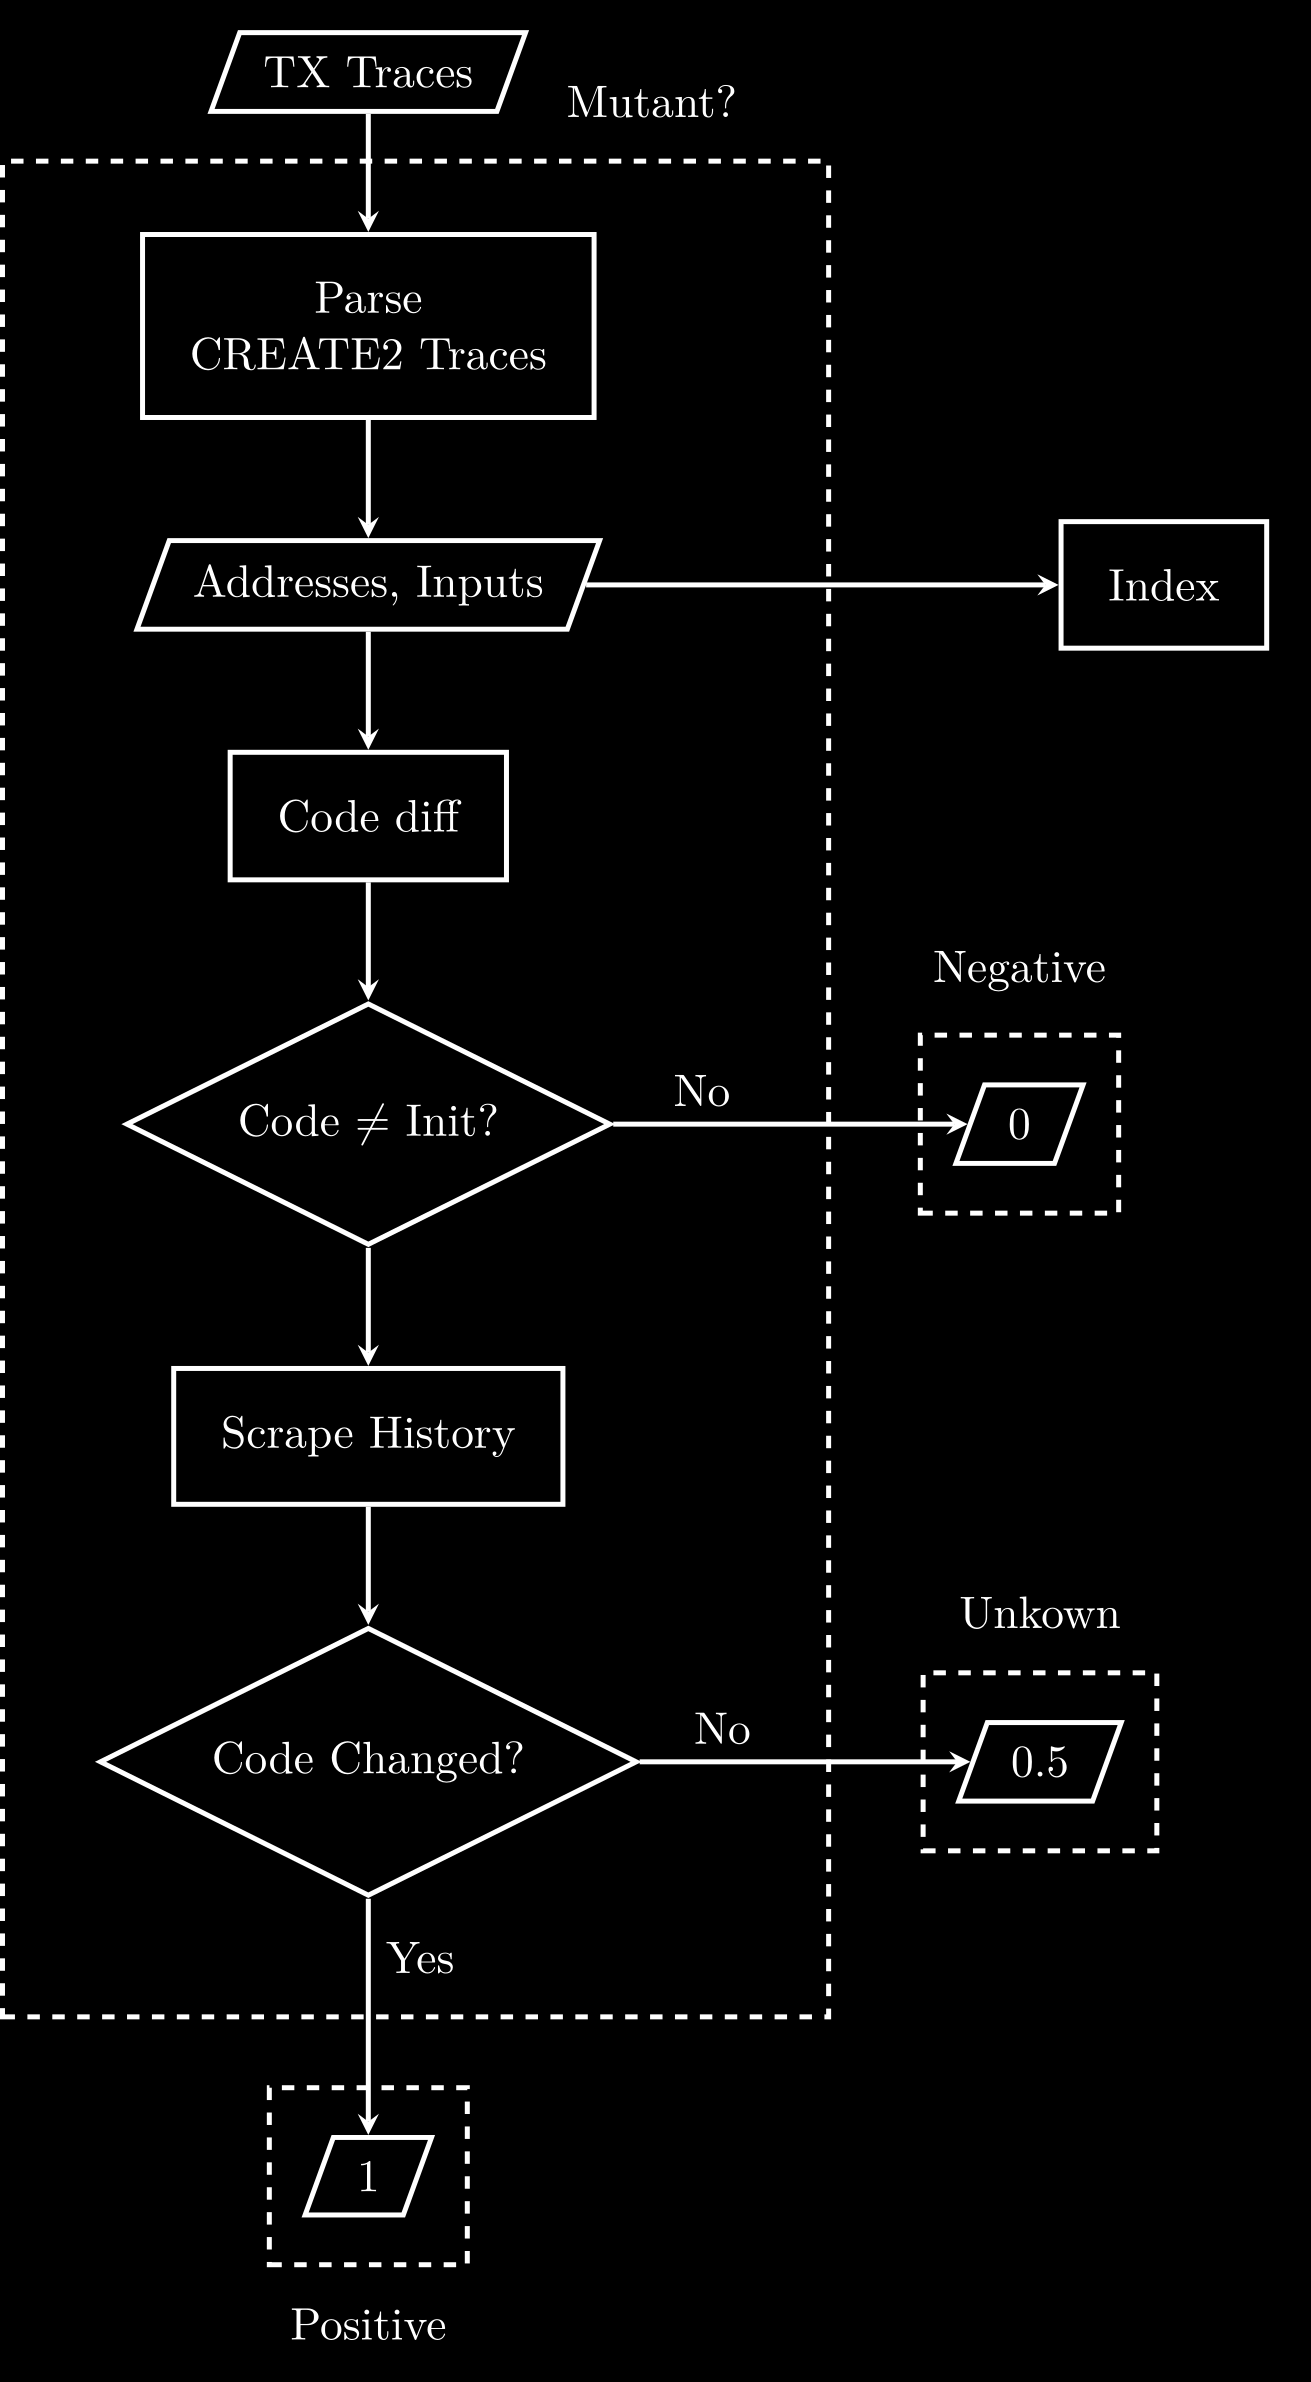 TX Traces
Mutant?
Parse
CREATE2 Traces
Addresses, Inputs
Index
Code diff
Negative
Code ≠ Init?
No
0
Scrape History
Unkown
Code Changed?
No
0.5
Yes
1
Positive